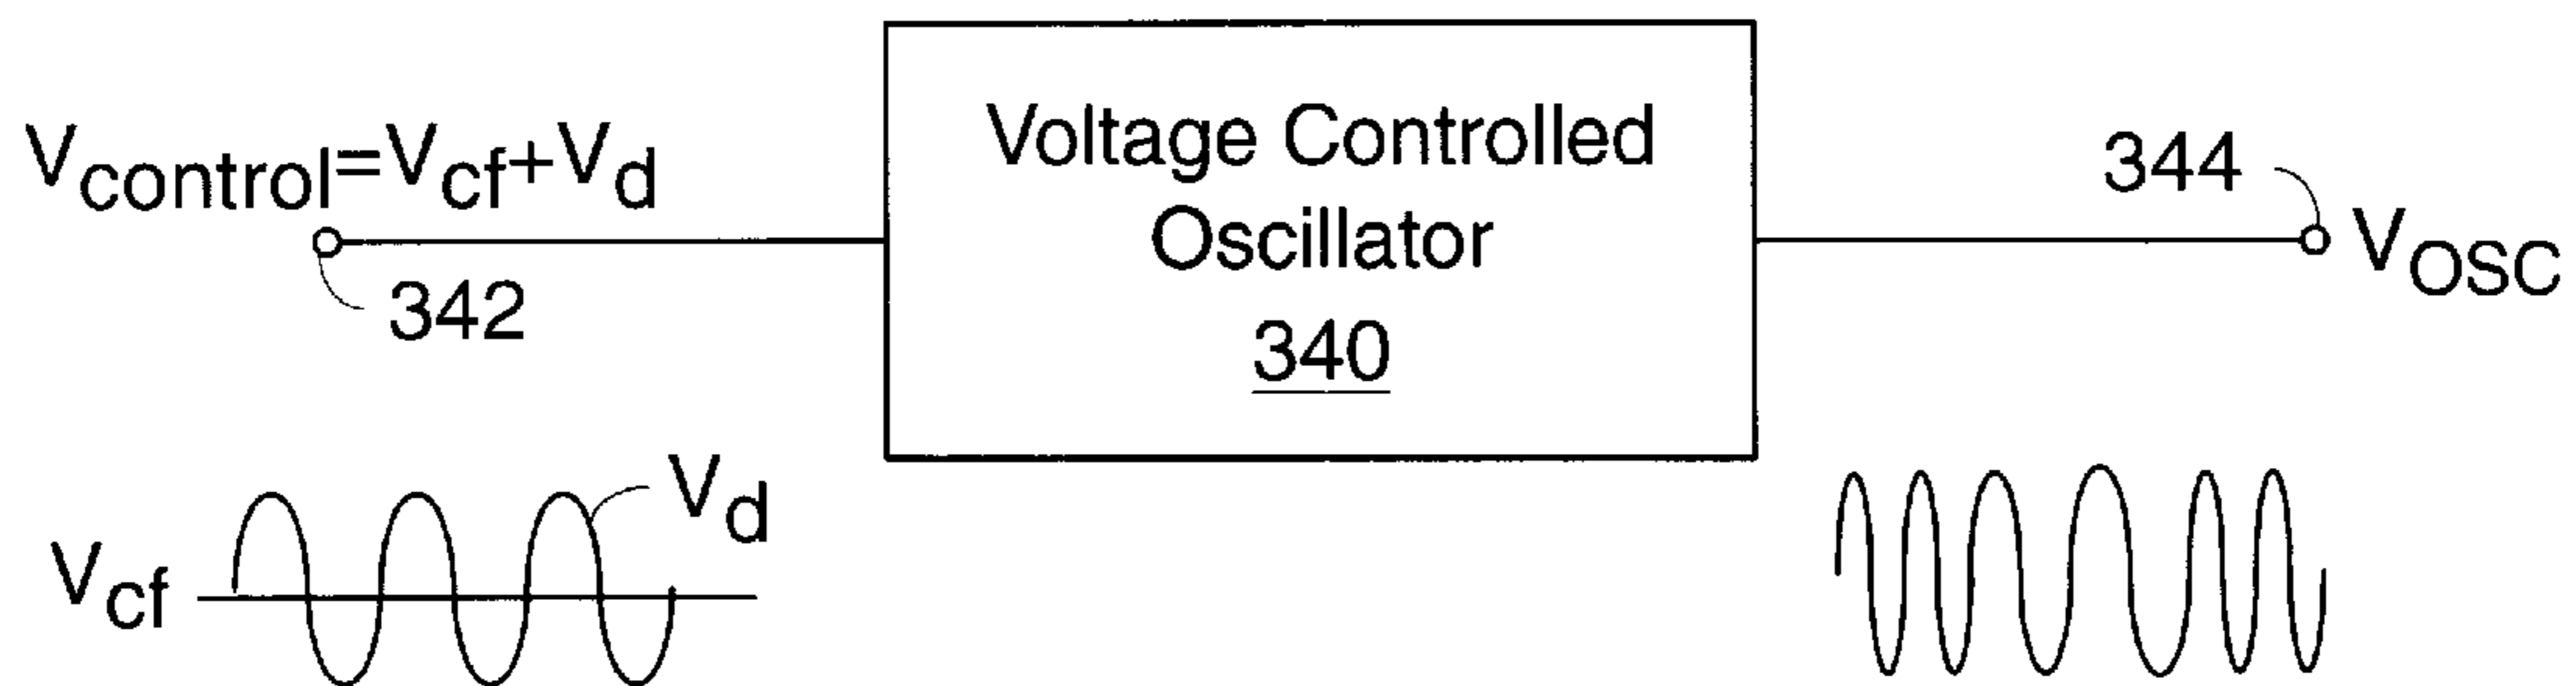 Vcontrol=Vcf+Vd
342
Voltage Controlled
Oscillator
340
344
VOSC
Vd
Vcf